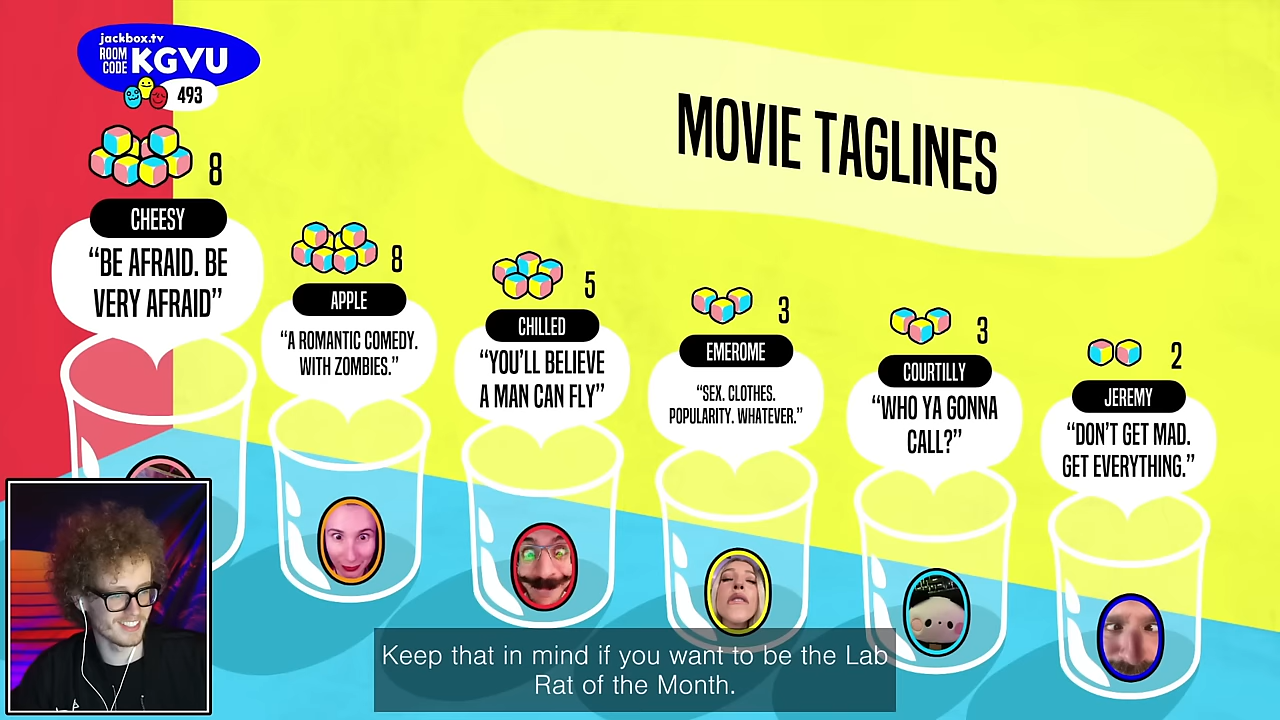 jackbox.tv
ROOM
CODE
KGVU
493
MOVIE TAGLINES
8
CHEESY
“BE AFRAID. BE
VERY AFRAID”
8
APPLE
“A ROMANTIC COMEDY.
WITH ZOMBIES.”
5
CHILLED
“YOU’LL BELIEVE
A MAN CAN FLY”
3
EMEROME
“SEX. CLOTHES.
POPULARITY. WHATEVER.”
3
COURTILLY
“WHO YA GONNA
CALL?”
2
JEREMY
“DON’T GET MAD.
GET EVERYTHING.”
Keep that in mind if you want to be the Lab
Rat of the Month.